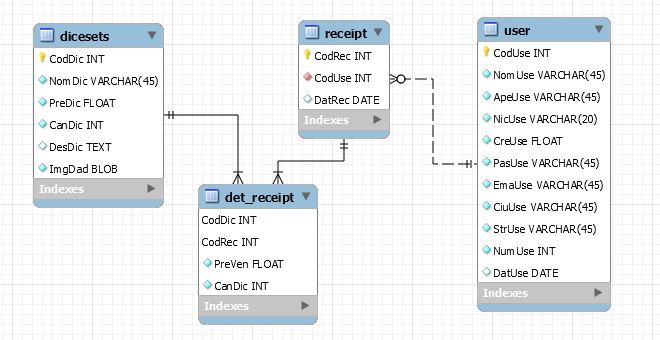 dicesets
CodDic INT
NomDic VARCHAR(45)
PreDic FLOAT
CanDic INT
DesDic TEXT
ImgDad BLOB
Indexes
receipt
CodRec INT
CodUse INT
DatRec DATE
Indexes
det_receipt
CodDic INT
CodRec INT
PreVen FLOAT
CanDic INT
Indexes
user
CodUse INT
NomUse VARCHAR(45)
ApeUse VARCHAR(45)
NicUse VARCHAR(20)
CreUse FLOAT
PasUse VARCHAR(45)
EmaUse VARCHAR(45)
CiuUse VARCHAR(45)
StrUse VARCHAR(45)
NumUse INT
DatUse DATE
Indexes